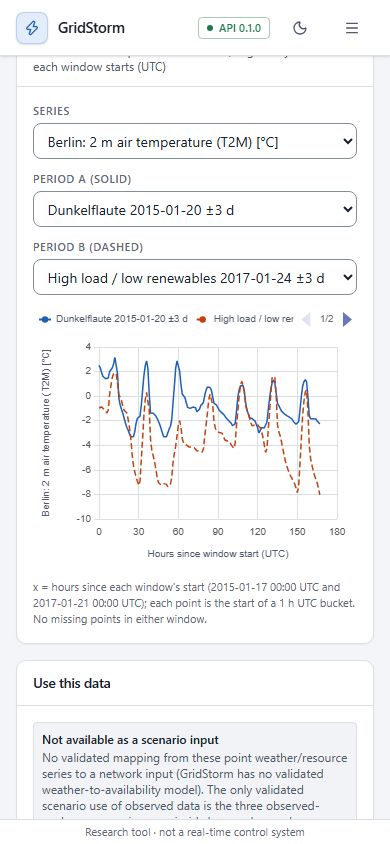 GridStorm
API 0.1.0
each window starts (UTC)
SERIES
Berlin: 2 m air temperature (T2M) [°C]
PERIOD A (SOLID)
Dunkelflaute 2015-01-20 ±3 d
PERIOD B (DASHED)
High load / low renewables 2017-01-24 ±3 d
Dunkelflaute 2015-01-20 ±3 d
High load / low rer
1/2
Berlin: 2 m air temperature (T2M) [°C]
4
2
0
-2
-4
-6
-8
-10
0
30
60
90
120
150
180
Hours since window start (UTC)
x = hours since each window's start (2015-01-17 00:00 UTC and
2017-01-21 00:00 UTC); each point is the start of a 1 h UTC bucket.
No missing points in either window.
Use this data
Not available as a scenario input
No validated mapping from these point weather/resource
series to a network input (GridStorm has no validated
weather-to-availability model). The only validated
scenario use of observed data is the three observed-
Research tool · not a real-time control system